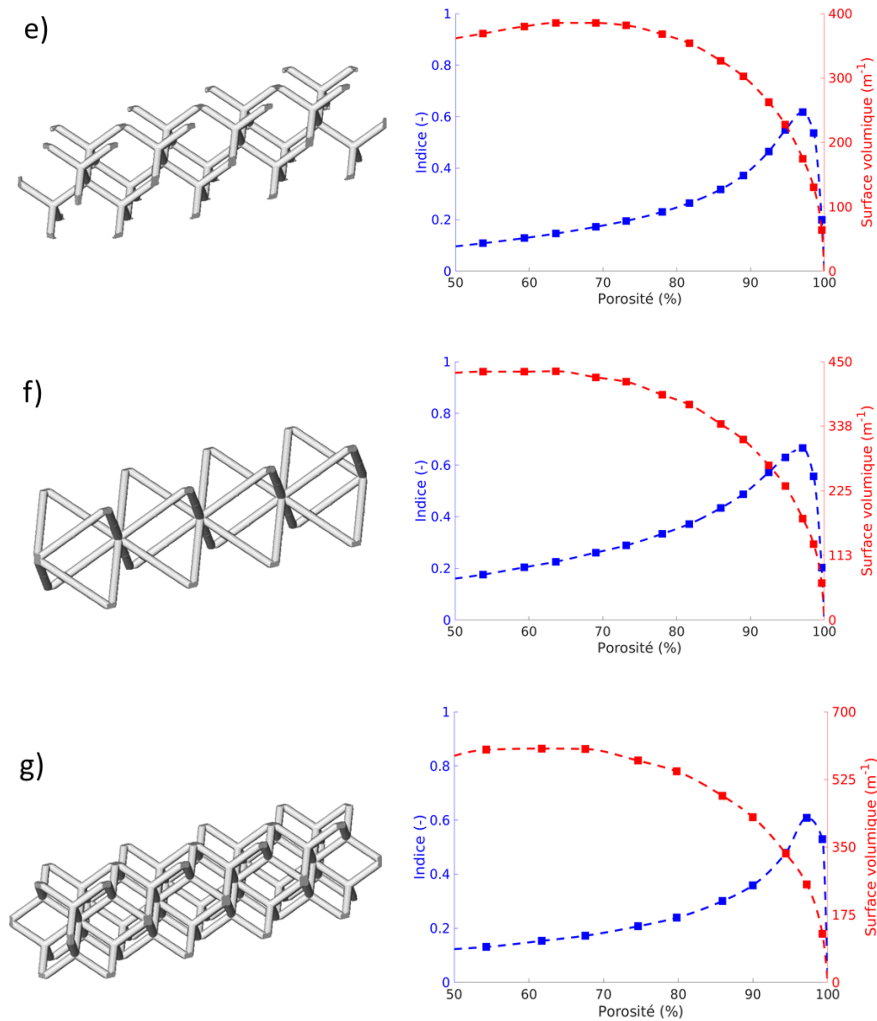 e)
Indice (-)
1
0.8
0.6
0.4
0.2
0
50 60 70 80 90 100
Porosité (%)
400
300
200
100
0
Surface volumique (m⁻¹)
f)
Indice (-)
1
0.8
0.6
0.4
0.2
0
50 60 70 80 90 100
Porosité (%)
450
338
225
113
0
Surface volumique (m⁻¹)
g)
Indice (-)
1
0.8
0.6
0.4
0.2
0
50 60 70 80 90 100
Porosité (%)
700
525
350
175
0
Surface volumique (m⁻¹)